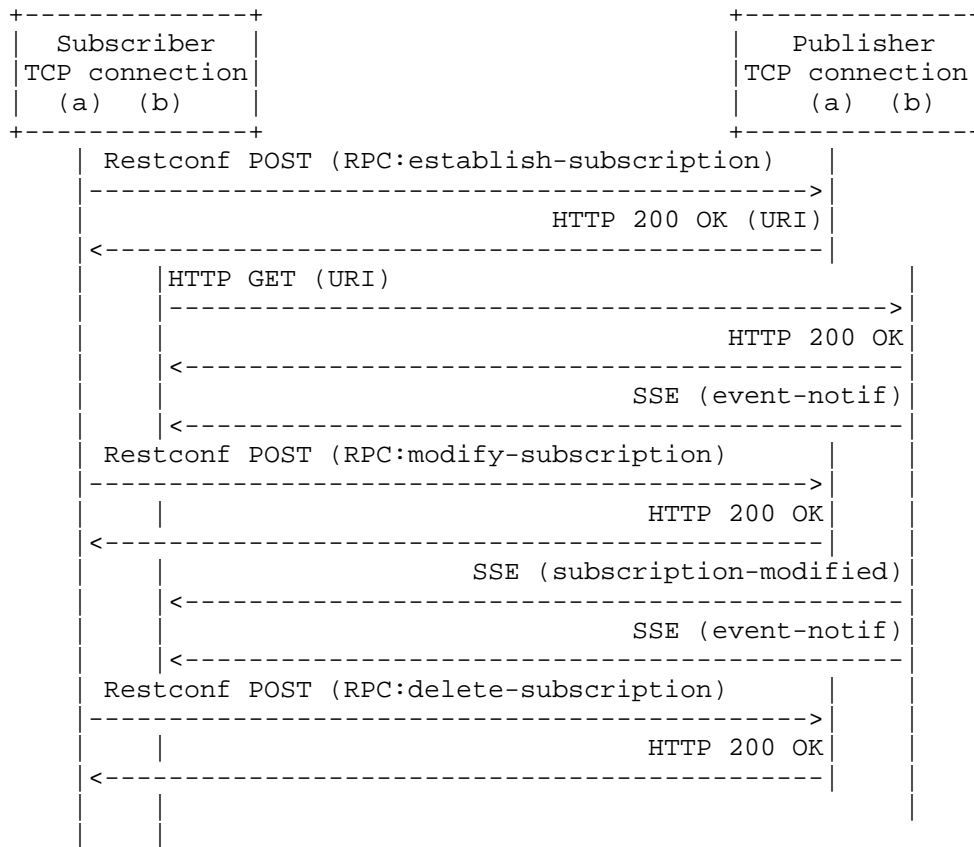 Subscriber Publisher
TCP connection TCP connection
(a) (b) (a) (b)
Restconf POST (RPC:establish-subscription)
HTTP 200 OK (URI)
HTTP GET (URI)
HTTP 200 OK
SSE (event-notif)
Restconf POST (RPC:modify-subscription)
HTTP 200 OK
SSE (subscription-modified)
SSE (event-notif)
Restconf POST (RPC:delete-subscription)
HTTP 200 OK